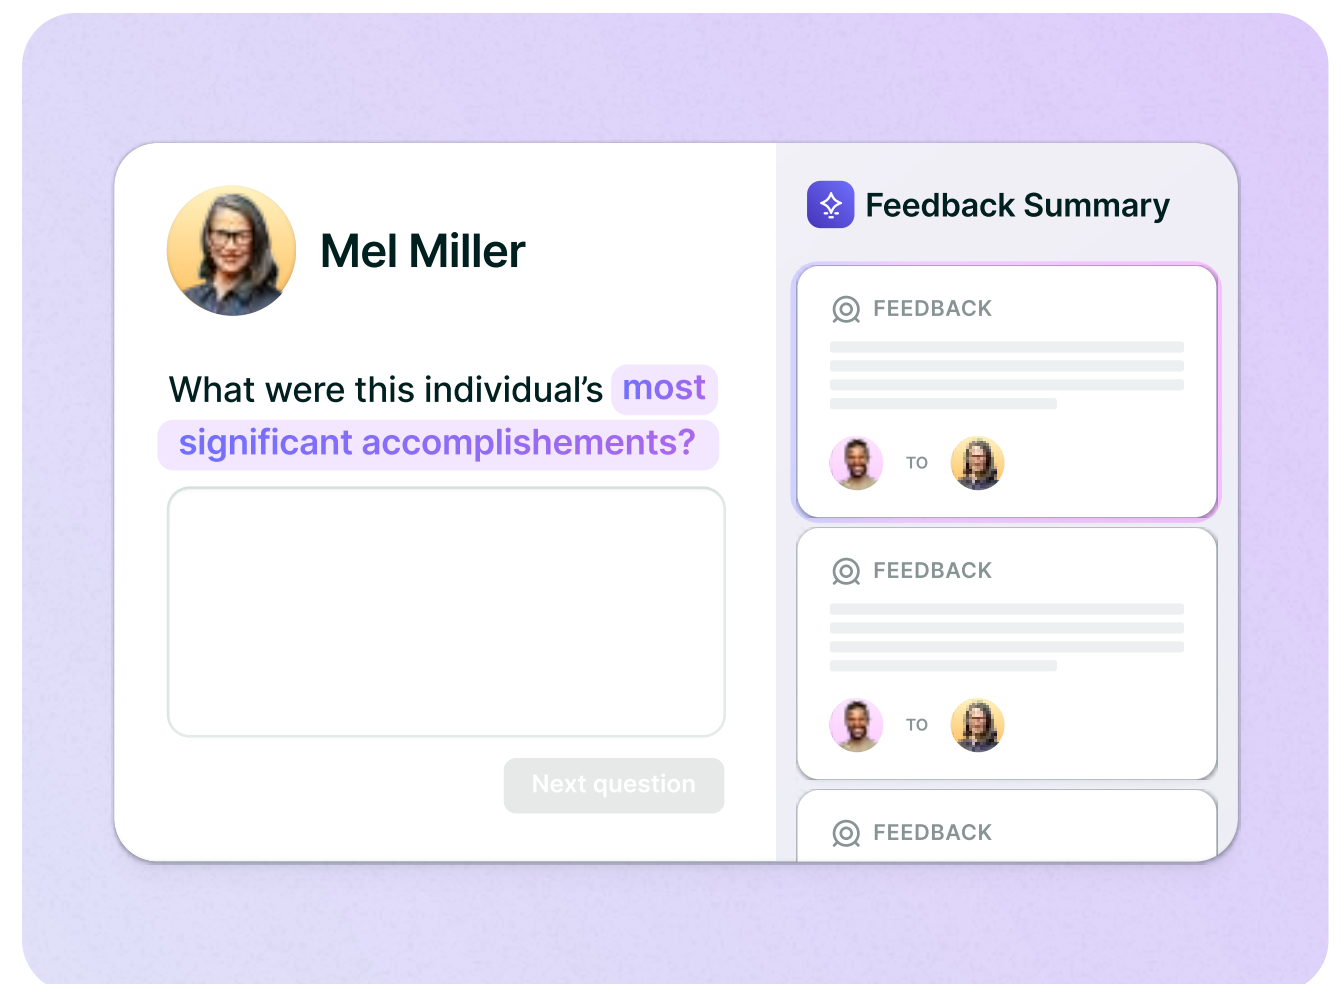 Mel Miller
What were this individual’s most
significant accomplishements?
Next question
Feedback Summary
FEEDBACK
TO
FEEDBACK
TO
FEEDBACK